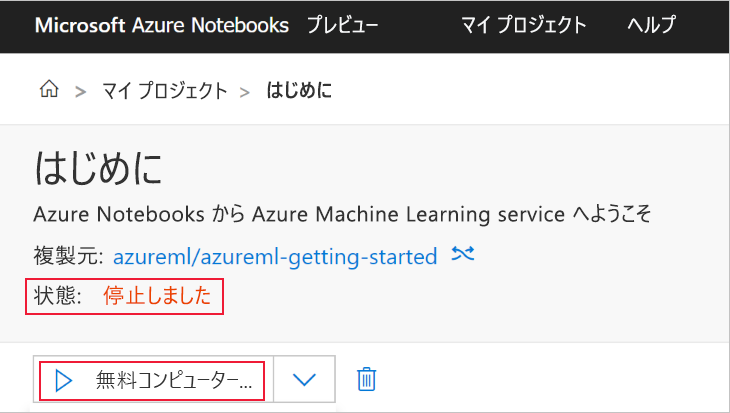 Microsoft Azure Notebooks プレビュー マイ プロジェクト ヘルプ
> マイ プロジェクト > はじめに
はじめに
Azure Notebooks から Azure Machine Learning service へようこそ
複製元: azureml/azureml-getting-started
状態: 停止しました
無料コンピューター...